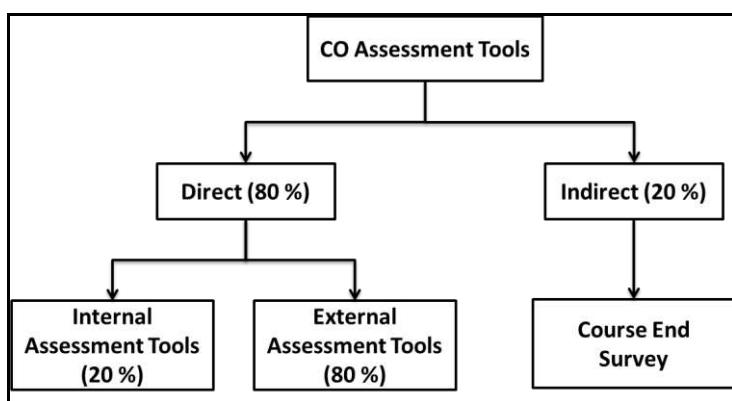 CO Assessment Tools
Direct (80 %)
Indirect (20 %)
Internal
Assessment Tools
(20 %)
External
Assessment Tools
(80 %)
Course End
Survey